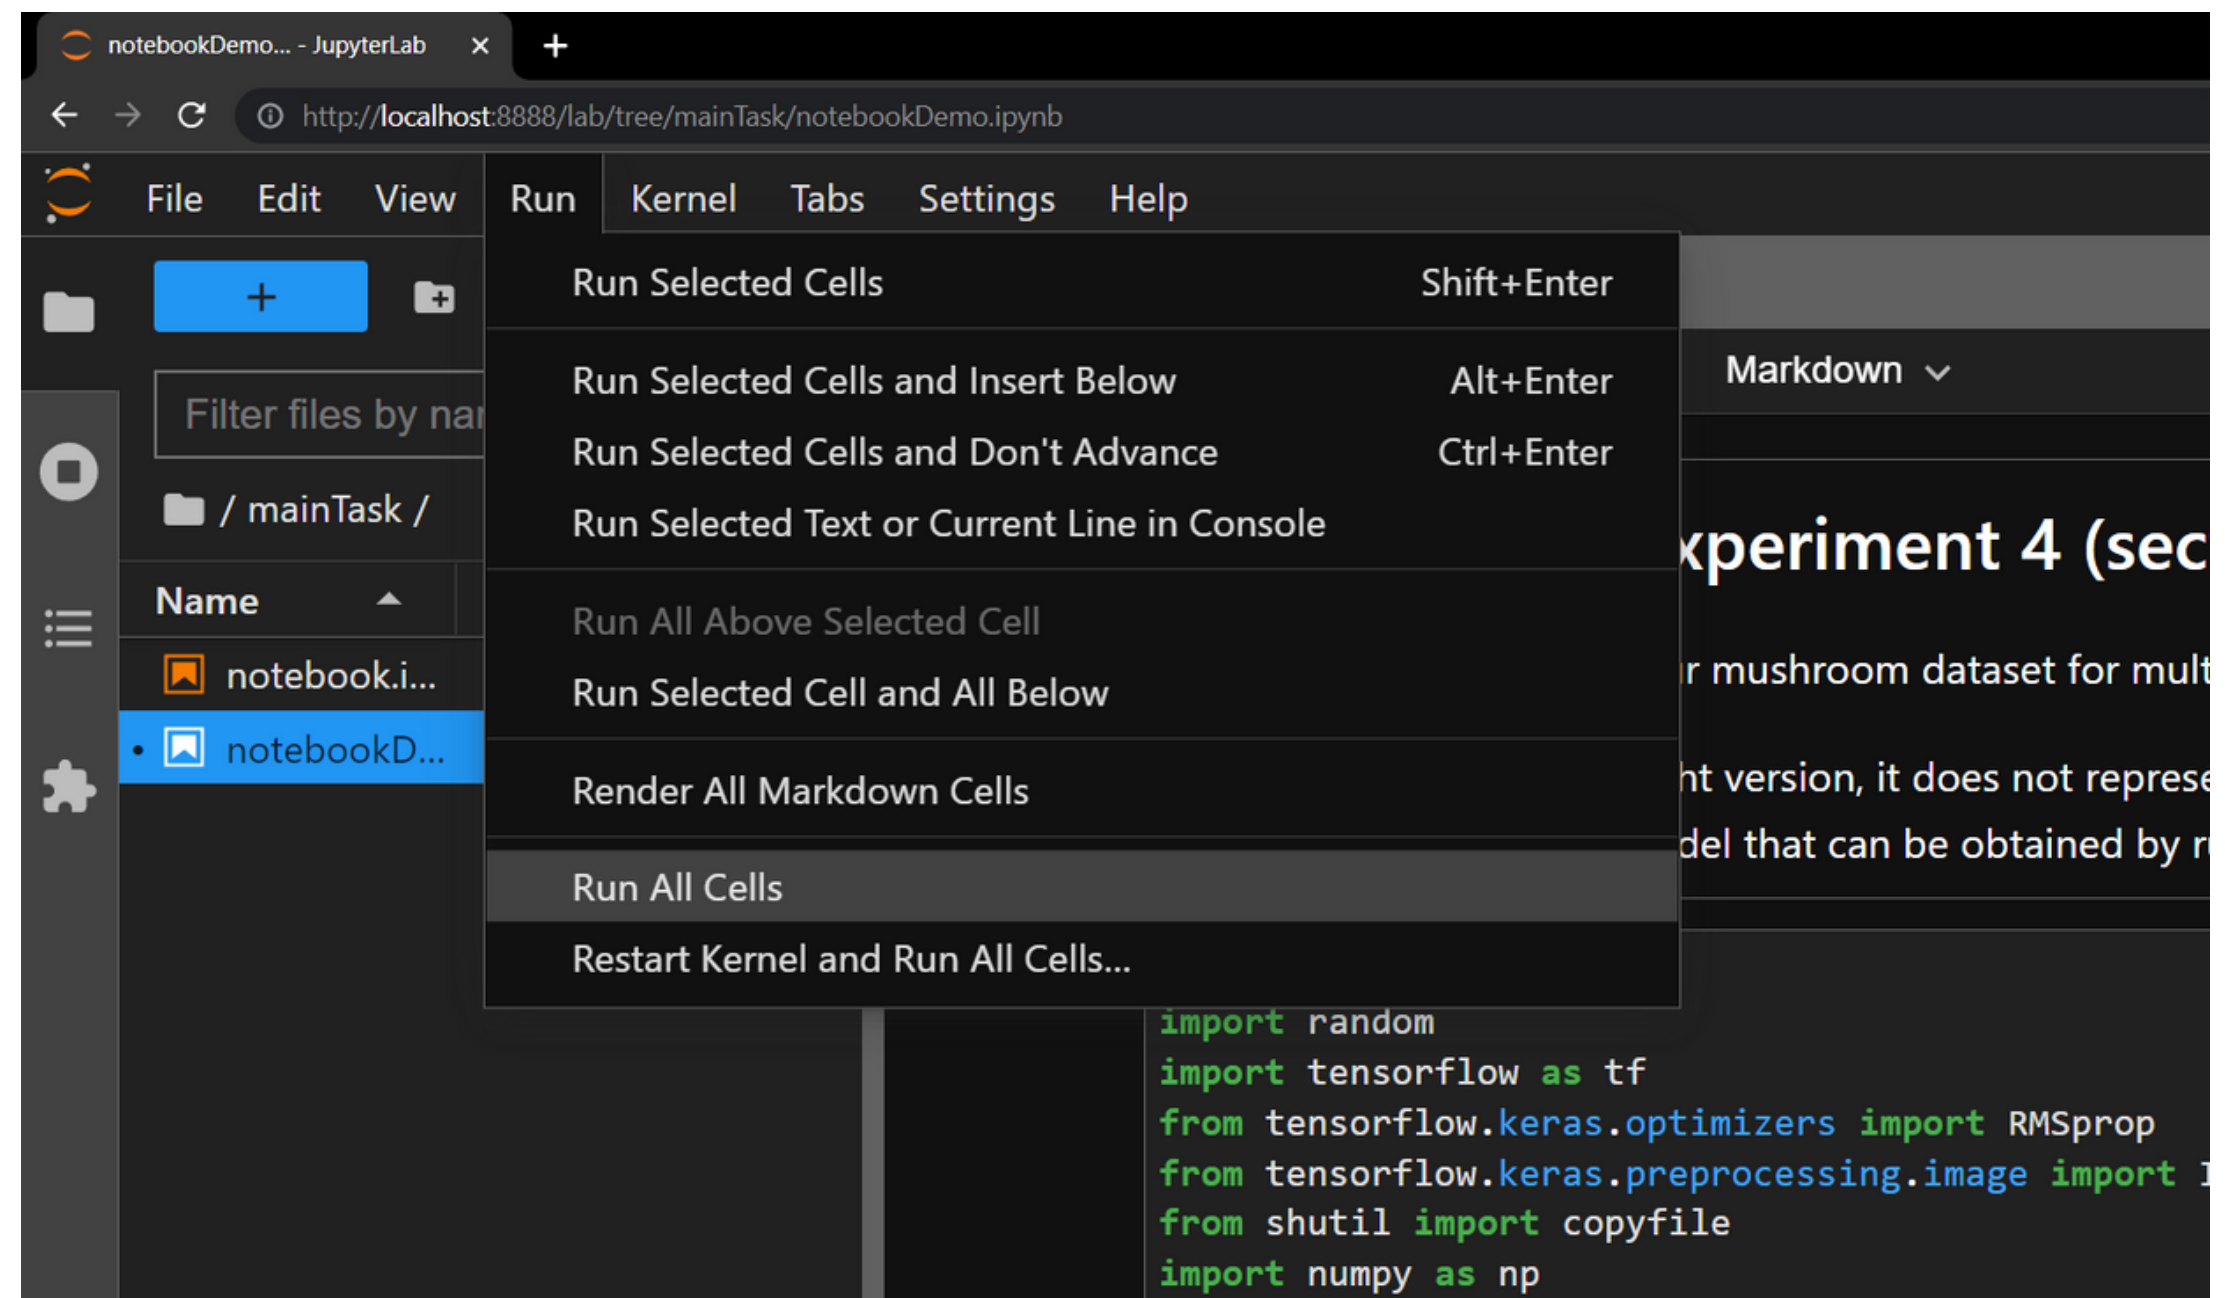 notebookDemo... - JupyterLab
http://localhost:8888/lab/tree/mainTask/notebookDemo.ipynb
File Edit View Run Kernel Tabs Settings Help
Run Selected Cells Shift+Enter
Run Selected Cells and Insert Below Alt+Enter
Run Selected Cells and Don't Advance Ctrl+Enter
Run Selected Text or Current Line in Console
Run All Above Selected Cell
Run Selected Cell and All Below
Render All Markdown Cells
Run All Cells
Restart Kernel and Run All Cells...
Filter files by
/ mainTask /
Name
notebook.i...
notebookD...
Markdown
xperiment 4 (sec
r mushroom dataset for mult
ht version, it does not represe
del that can be obtained by r
import random
import tensorflow as tf
from tensorflow.keras.optimizers import RMSprop
from tensorflow.keras.preprocessing.image import
from shutil import copyfile
import numpy as np